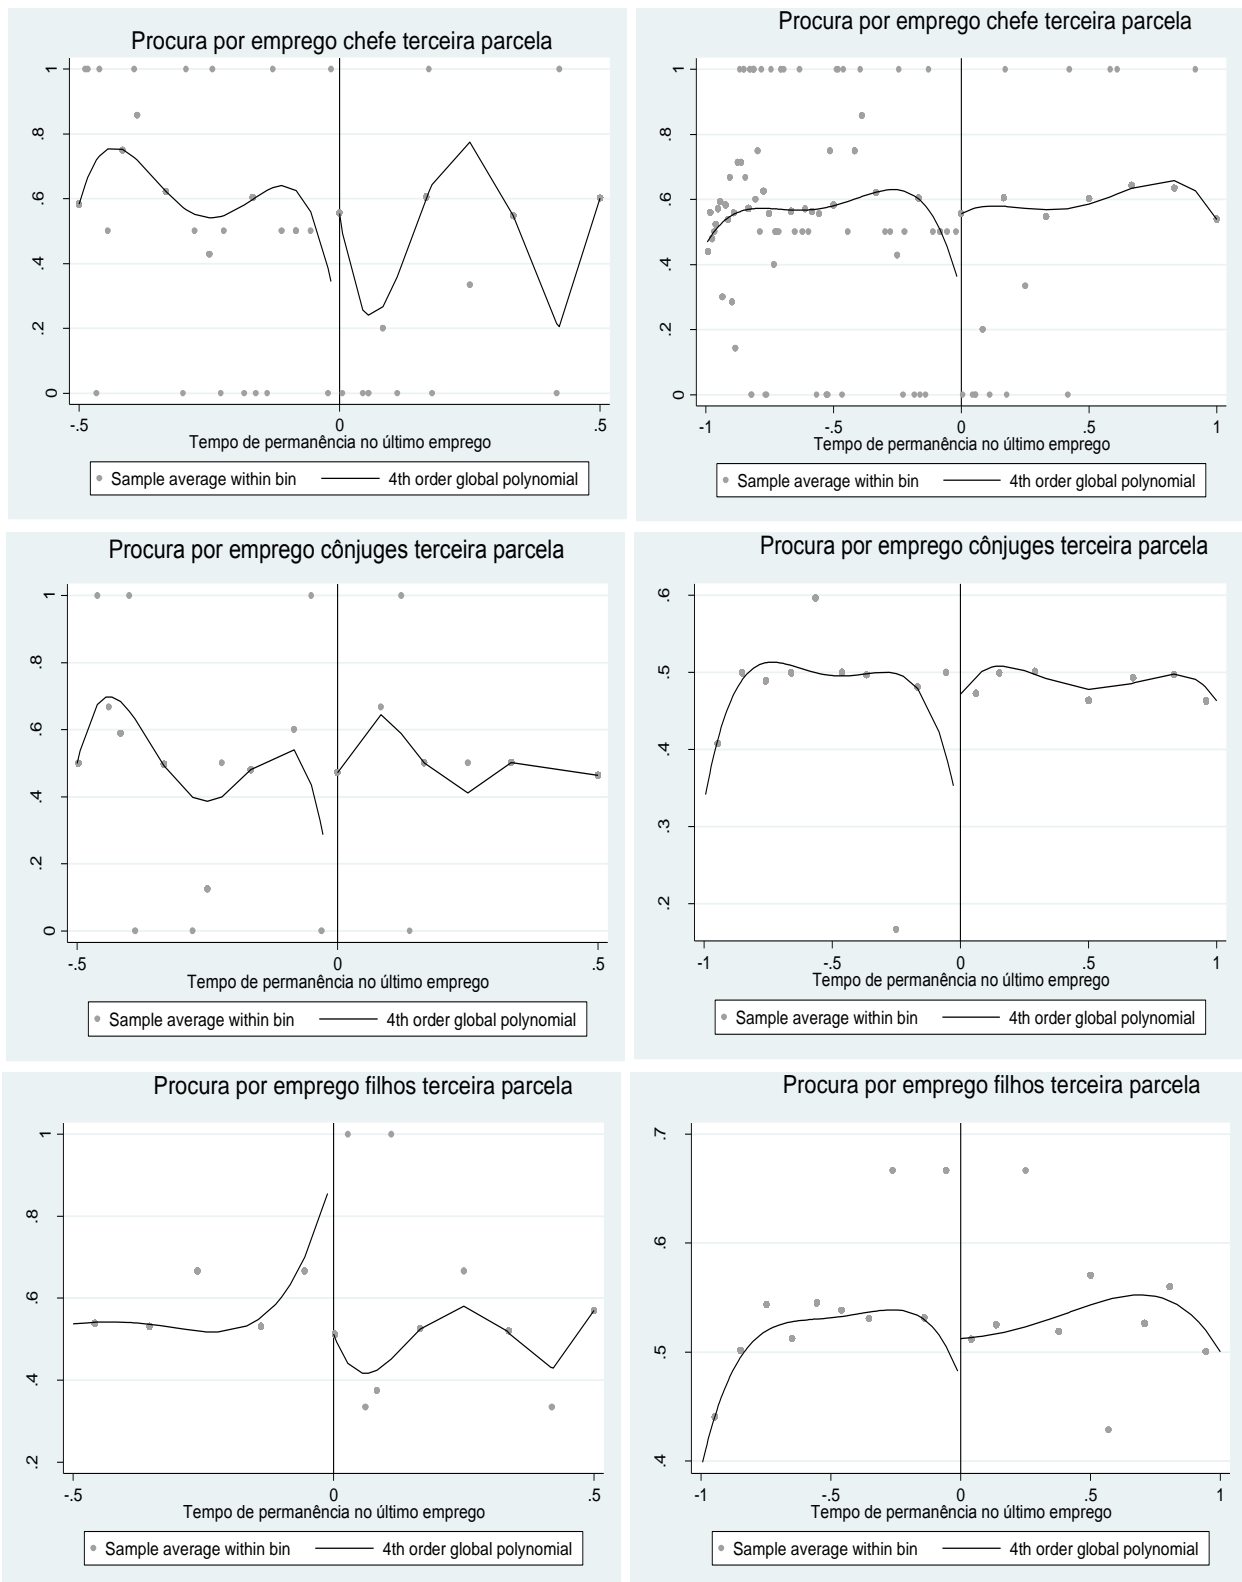 Procura por emprego chefe terceira parcela
1
.8
.6
.4
.2
0
-.5
0
.5
Tempo de permanência no último emprego
Sample average within bin
4th order global polynomial
Procura por emprego chefe terceira parcela
1
.8
.6
.4
.2
0
-1
-.5
0
.5
1
Tempo de permanência no último emprego
Sample average within bin
4th order global polynomial
Procura por emprego cônjuges terceira parcela
1
.8
.6
.4
.2
0
-.5
0
.5
Tempo de permanência no último emprego
Sample average within bin
4th order global polynomial
Procura por emprego cônjuges terceira parcela
.6
.5
.4
.3
.2
-1
-.5
0
.5
1
Tempo de permanência no último emprego
Sample average within bin
4th order global polynomial
Procura por emprego filhos terceira parcela
1
.8
.6
.4
.2
-.5
0
.5
Tempo de permanência no último emprego
Sample average within bin
4th order global polynomial
Procura por emprego filhos terceira parcela
.7
.6
.5
.4
-1
-.5
0
.5
1
Tempo de permanência no último emprego
Sample average within bin
4th order global polynomial